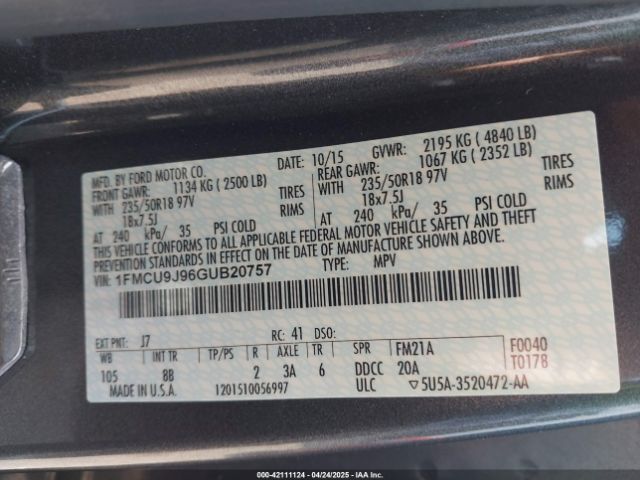 MFD. BY FORD MOTOR CO. DATE: 10/15 GVWR: 2195 KG ( 4840 LB)
FRONT GAWR: 1134 KG ( 2500 LB) REAR GAWR: 1067 KG ( 2352 LB)
WITH 235/50R18 97V TIRES WITH 235/50R18 97V TIRES
18x7.5J RIMS 18x7.5J RIMS
AT 240 kPa/ 35 PSI COLD AT 240 kPa/ 35 PSI COLD
THIS VEHICLE CONFORMS TO ALL APPLICABLE FEDERAL MOTOR VEHICLE SAFETY AND THEFT
PREVENTION STANDARDS IN EFFECT ON THE DATE OF MANUFACTURE SHOWN ABOVE.
VIN: 1FMCU9J96GUB20757 TYPE: MPV
EXT PNT: J7 RC: 41 DSO:
WB INT TR TP/PS R AXLE TR SPR FM21A F0040
105 8B 2 3A 6 DDCC 20A T0178
MADE IN U.S.A. 1201510056997 ULC ▽5U5A-3520472-AA
000-42111124 | 04/24/2025 | IAA Inc.